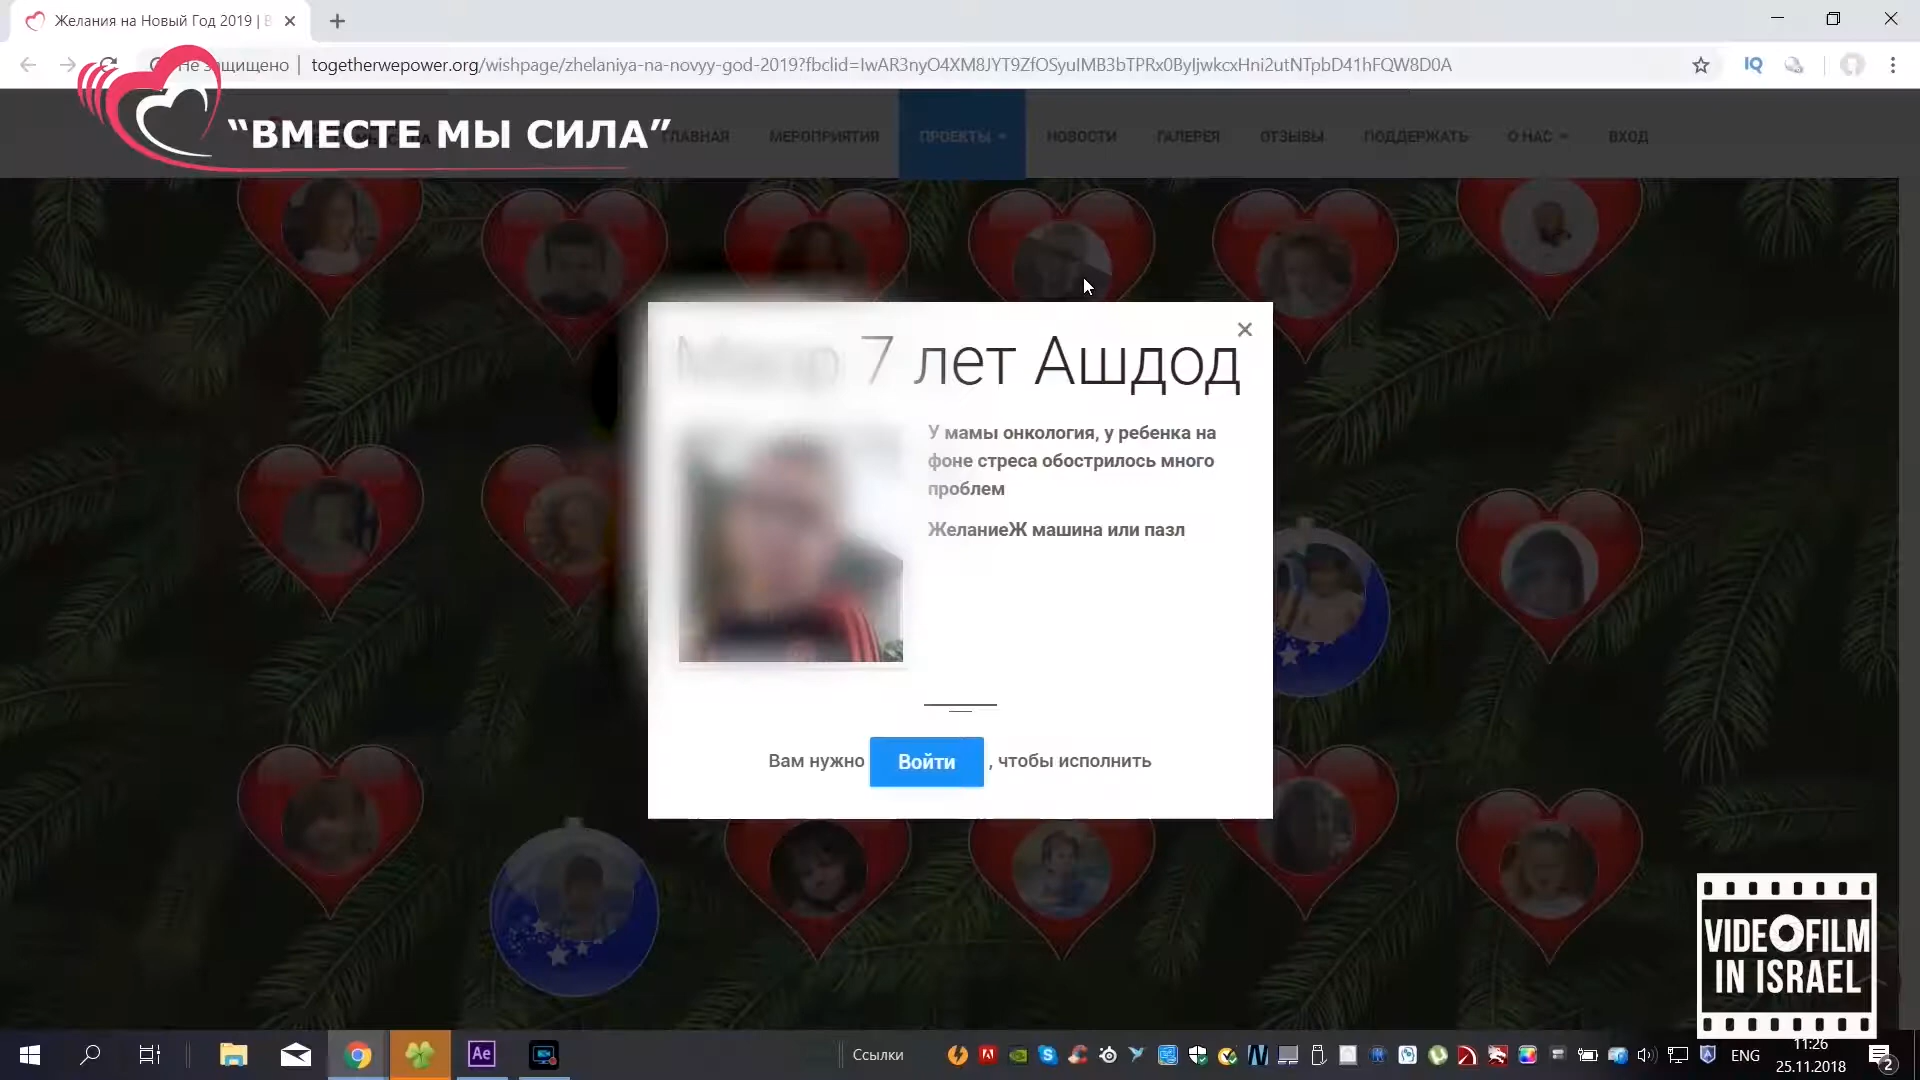 Желания на Новый Год 2019 | В
togetherwepower.org/wishpage/zhelaniya-na-novyy-god-2019?fbclid=IwAR3nyO4XM8JYT9ZfOSyuIMB3bTPRx0ByIjwkcxHni2utNTpbD41hFQW8D0A
IQ
"ВМЕСТЕ МЫ СИЛА"
ГЛАВНАЯ МЕРОПРИЯТИЯ ПРОЕКТЫ НОВОСТИ ГАЛЕРЕЯ ОТЗЫВЫ ПОДДЕРЖАТЬ О НАС ВХОД
7 лет Ашдод
У мамы онкология, у ребенка на
фоне стреса обострилось много
проблем
ЖеланиеЖ машина или пазл
Вам нужно Войти , чтобы исполнить
VIDEOFILM
IN ISRAEL
Ae
Ссылки
ENG
11:26
25.11.2018
2